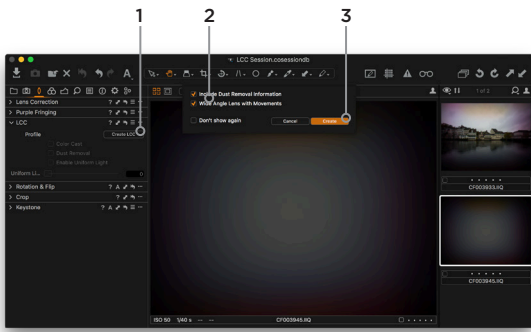 1 2 3
LCC Session.cosessiondb
A
Include Dust Removal Information
Wide Angle Lens with Movements
Don't show again
Cancel
Create
Lens Correction ?
Purple Fringing ?
LCC ?
Profile
Create LCC
Color Cast
Dust Removal
Enable Uniform Light
Uniform Li... 0
Rotation & Flip ? A
Crop ?
Keystone ? A
1 of 2
CF003933.IIQ
CF003945.IIQ
ISO 50 1/40 s -- --
CF003945.IIQ